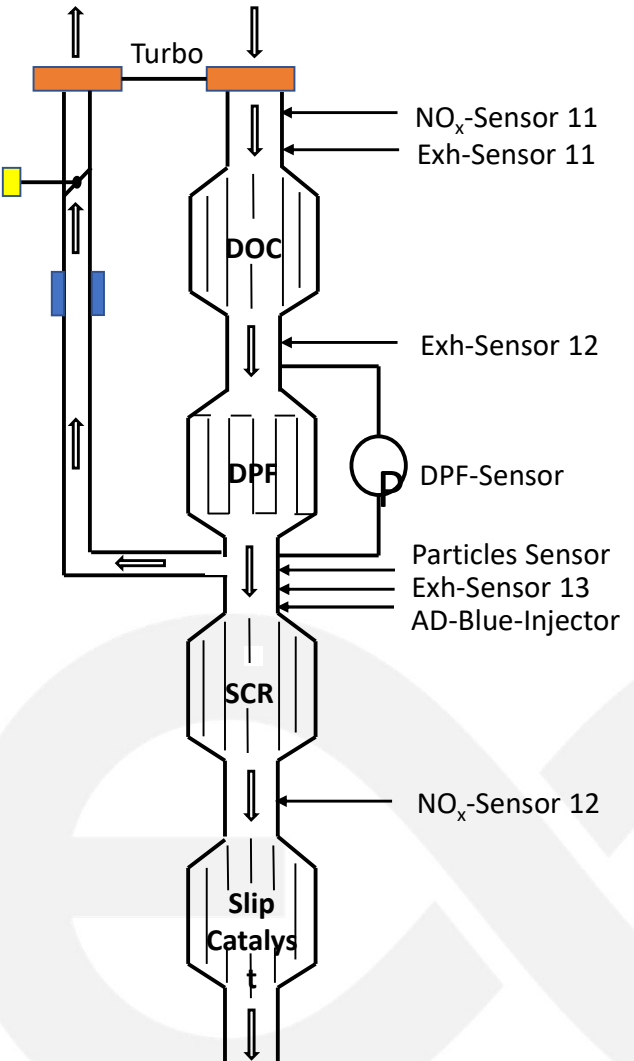 Turbo
NOx-Sensor 11
Exh-Sensor 11
DOC
Exh-Sensor 12
DPF
P
DPF-Sensor
Particles Sensor
Exh-Sensor 13
AD-Blue-Injector
SCR
NOx-Sensor 12
Slip
Catalys
t